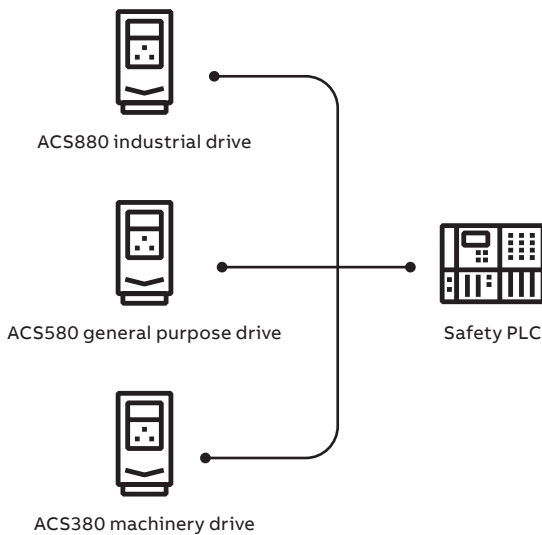 ACS880 industrial drive
ACS580 general purpose drive
Safety PLC
ACS380 machinery drive